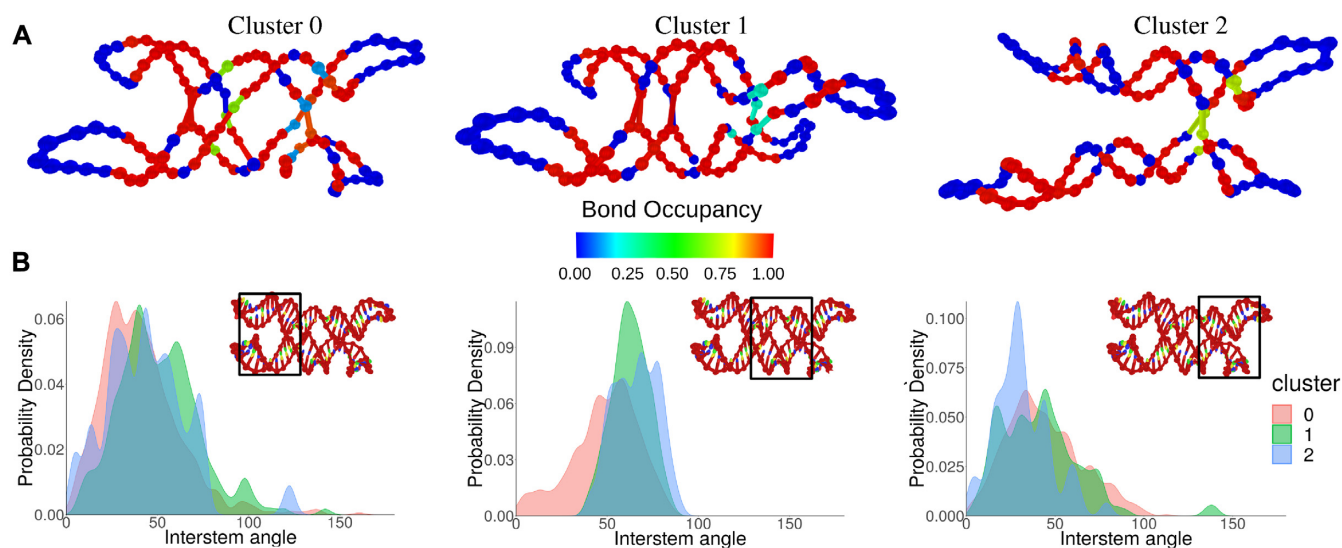 A
Cluster 0
Cluster 1
Cluster 2
Bond Occupancy
0.00 0.25 0.50 0.75 1.00
B
Probability Density
0.06
0.04
0.02
0.00
0 50 100 150
Interstem angle
Probability Density
0.09
0.06
0.03
0.00
0 50 100 150
Interstem angle
Probability Density
0.100
0.075
0.050
0.025
0.000
0 50 100 150
Interstem angle
cluster
0
1
2